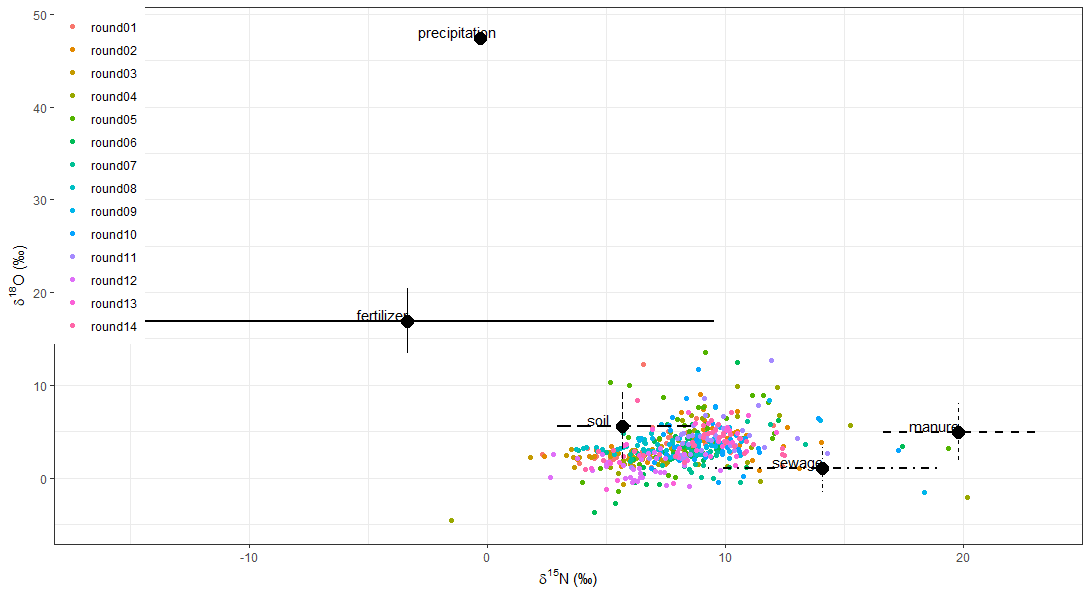 50
40
30
20
10
0
δ18O (‰)
round01
round02
round03
round04
round05
round06
round07
round08
round09
round10
round11
round12
round13
round14
precipitation
fertilizer
soil
manure
sewage
-10
0
10
20
δ15N (‰)